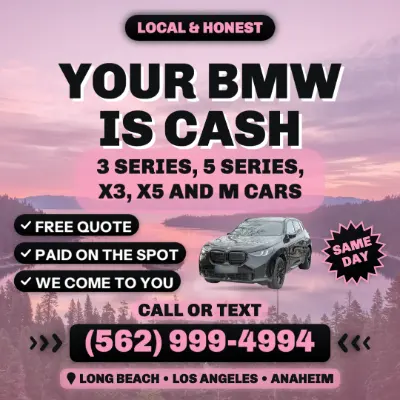 LOCAL & HONEST
YOUR BMW
IS CASH
3 SERIES, 5 SERIES,
X3, X5 AND M CARS
FREE QUOTE
PAID ON THE SPOT
WE COME TO YOU
SAME
DAY
CALL OR TEXT
(562) 999-4994
LONG BEACH • LOS ANGELES • ANAHEIM